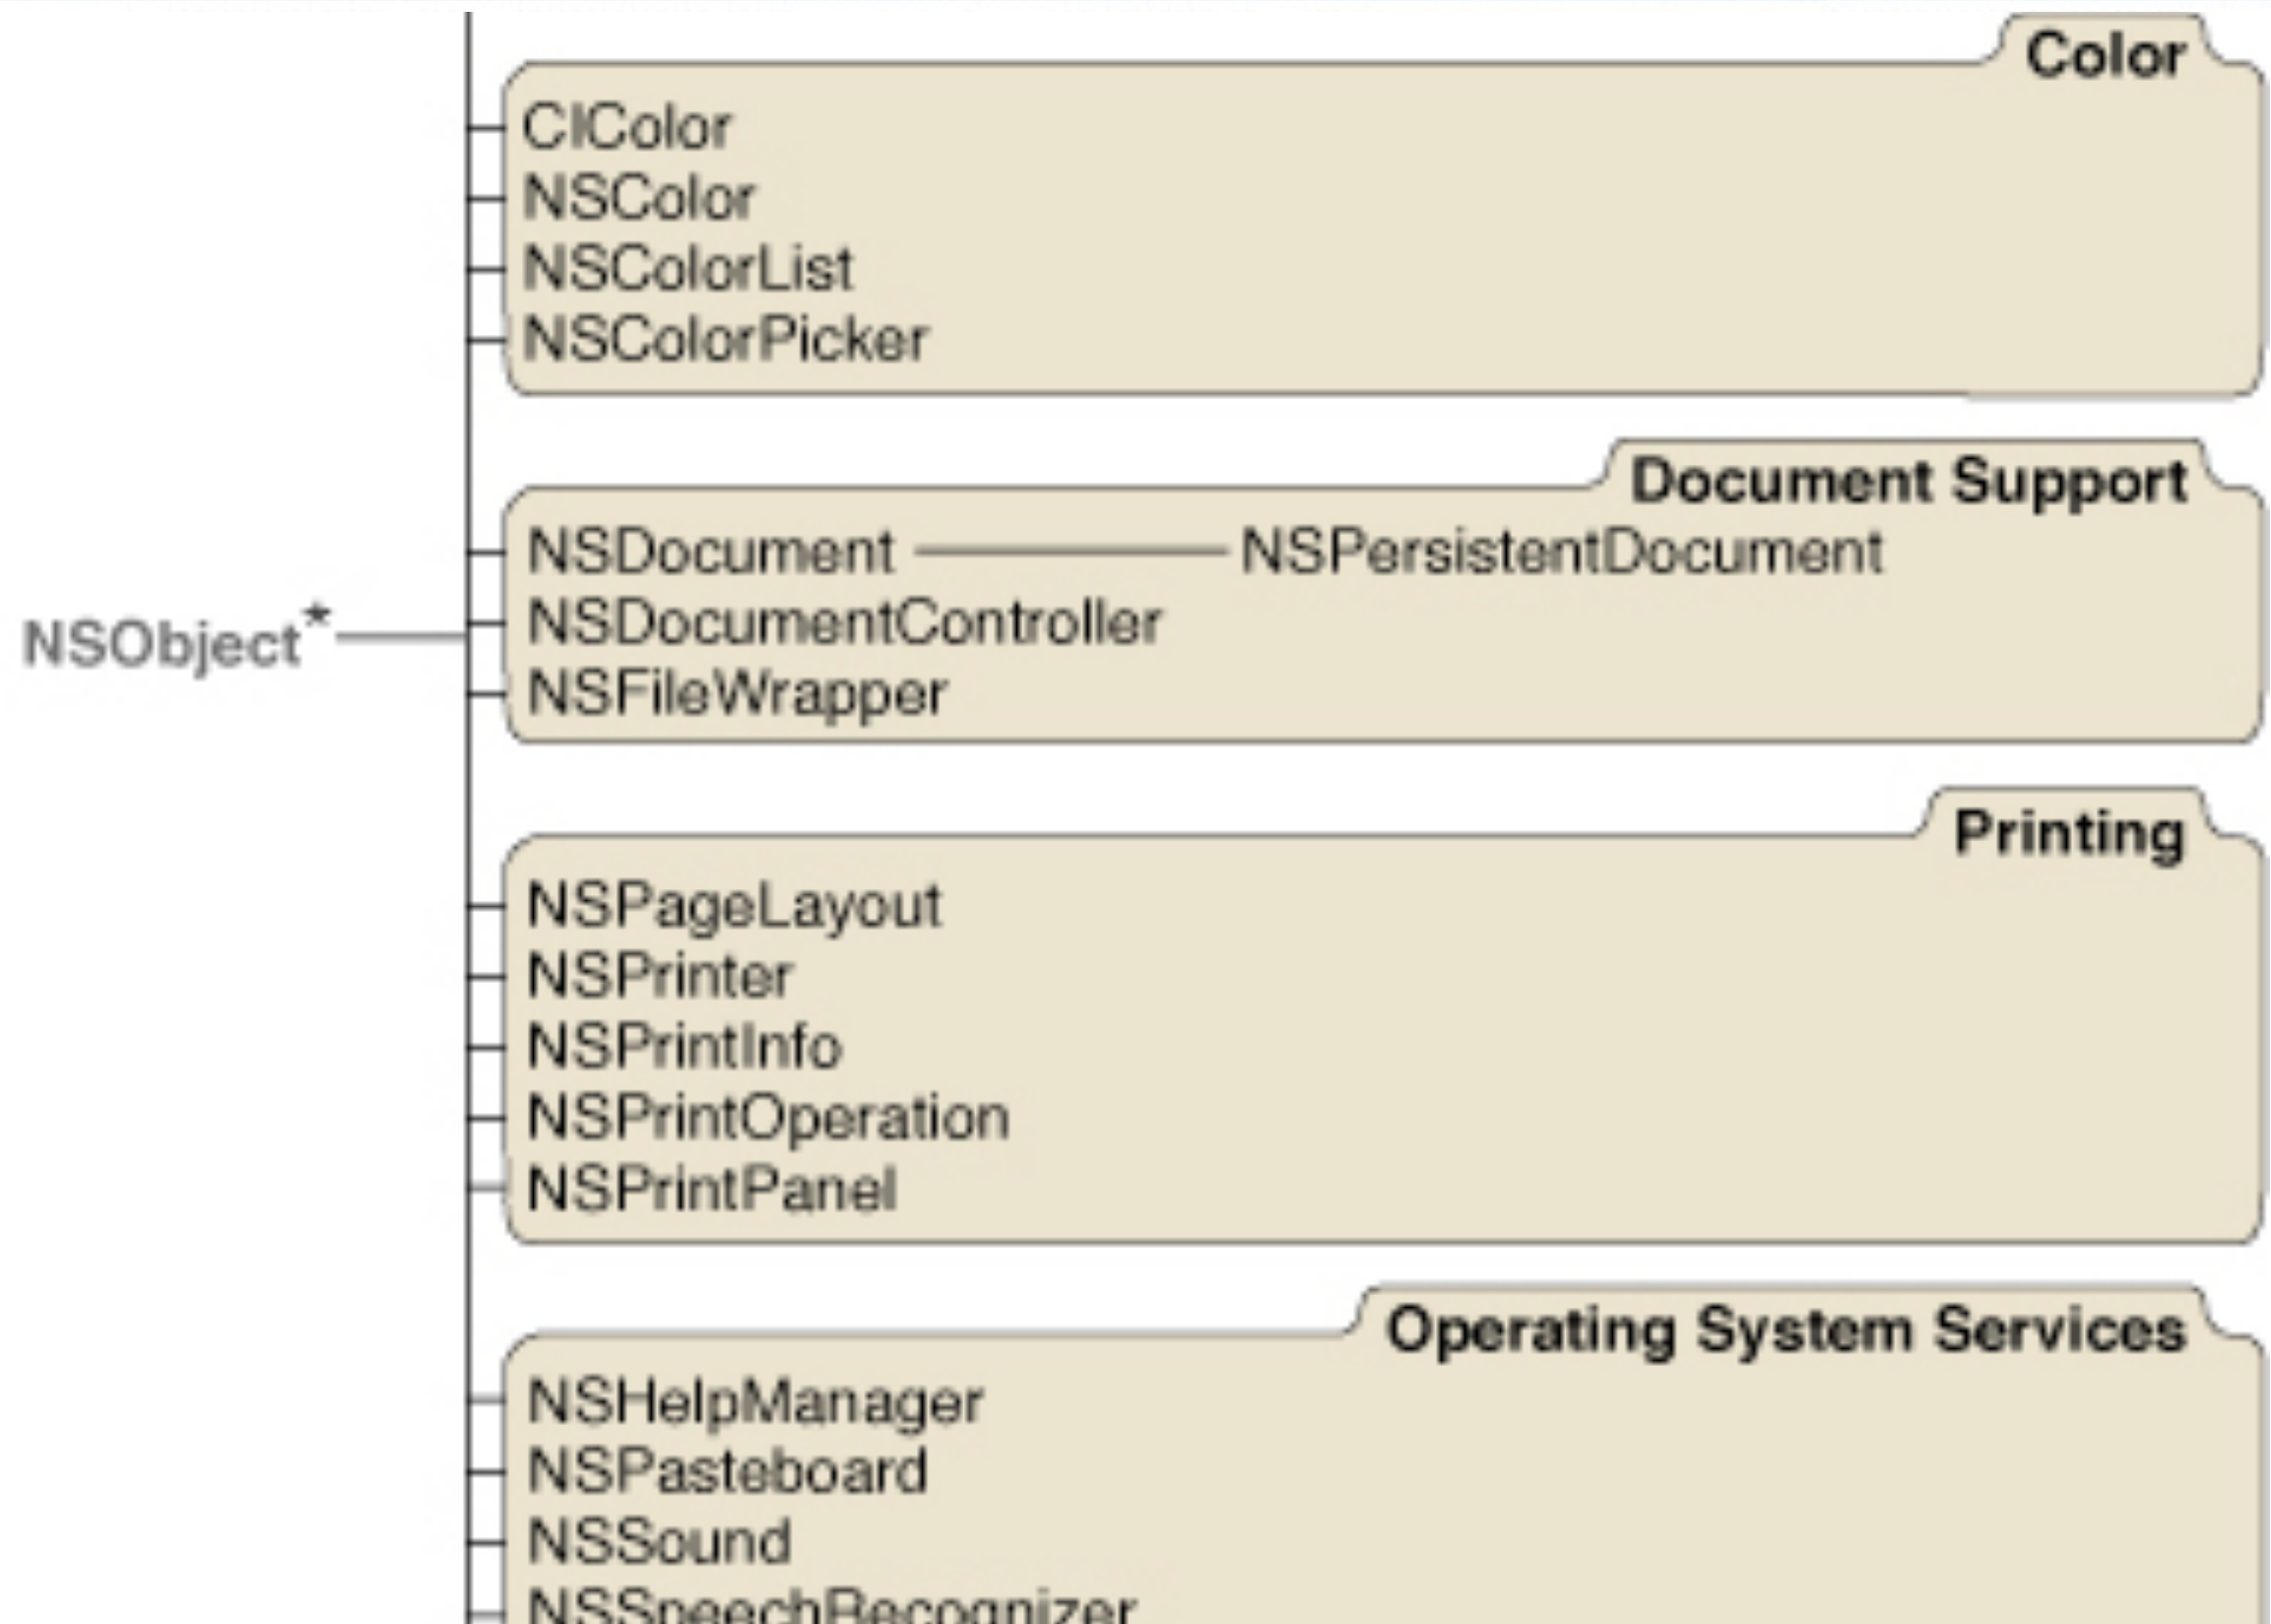 Color
CIColor
NSColor
NSColorList
NSColorPicker
Document Support
NSDocument NSPersistentDocument
NSDocumentController
NSObject*
NSFileWrapper
Printing
NSPageLayout
NSPrinter
NSPrintInfo
NSPrintOperation
NSPrintPanel
Operating System Services
NSHelpManager
NSPasteboard
NSSound
NSSpeechRecognizer